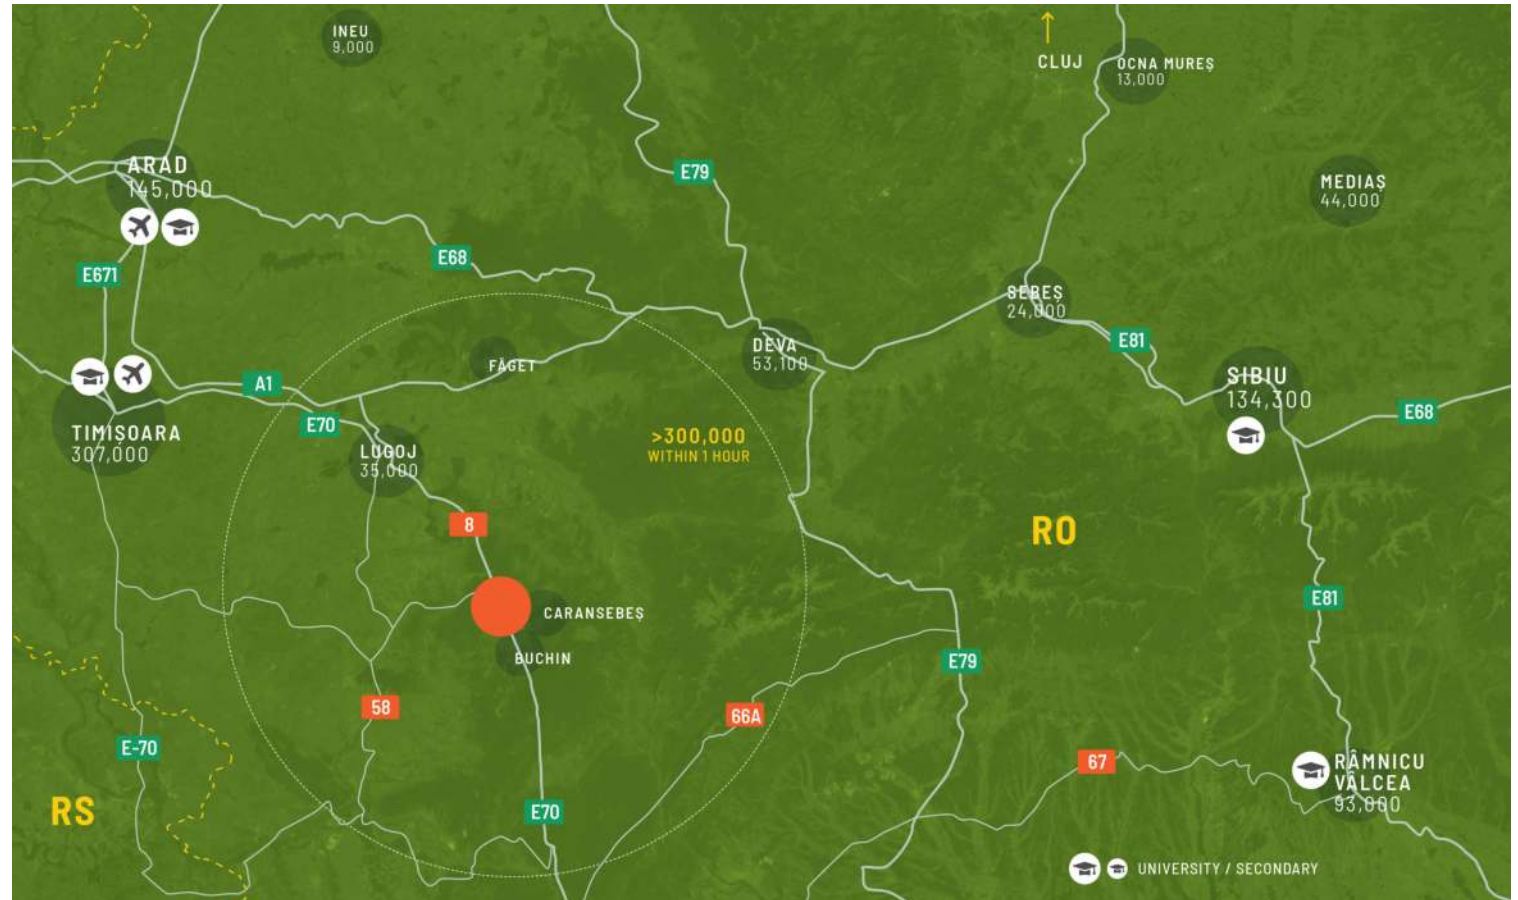 INEU
9,000
CLUJ
OCNA MUREȘ
13,000
ARAD
145,000
E79
MEDIAȘ
44,000
E68
E671
SEBEȘ
24,000
E81
DEVA
53,100
FĂGET
A1
SIBIU
134,300
E68
E70
TIMIȘOARA
307,000
LUGOJ
35,000
>300,000
WITHIN 1 HOUR
8
RO
CARANSEBEȘ
BUCHIN
E81
E79
58
66A
E-70
67
RÂMNICU
VÂLCEA
93,000
RS
E70
UNIVERSITY / SECONDARY